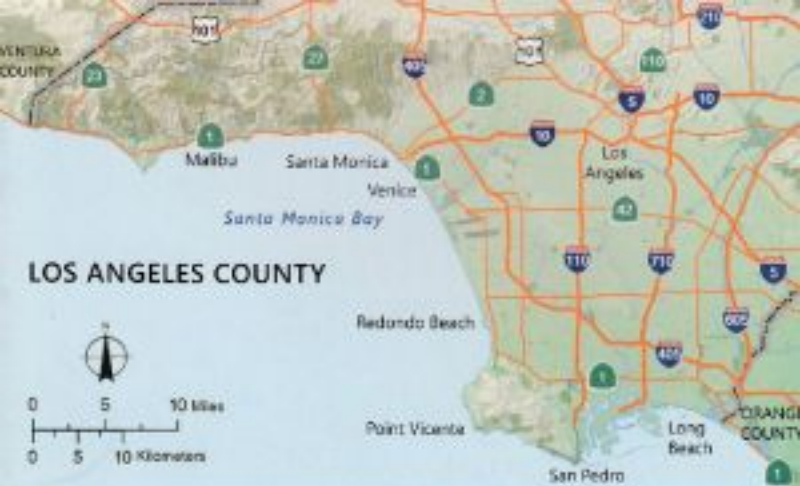 210
101
VENTURA
COUNTY
23
27
405
101
110
2
5
10
1
10
Malibu
Santa Monica
1
Los
Angeles
Venice
42
Santa Monica Bay
LOS ANGELES COUNTY
110
710
5
605
Redondo Beach
N
405
1
0 5 10 Miles
0 5 10 Kilometers
Point Vicente
Long
Beach
ORANGE
COUNTY
San Pedro
1